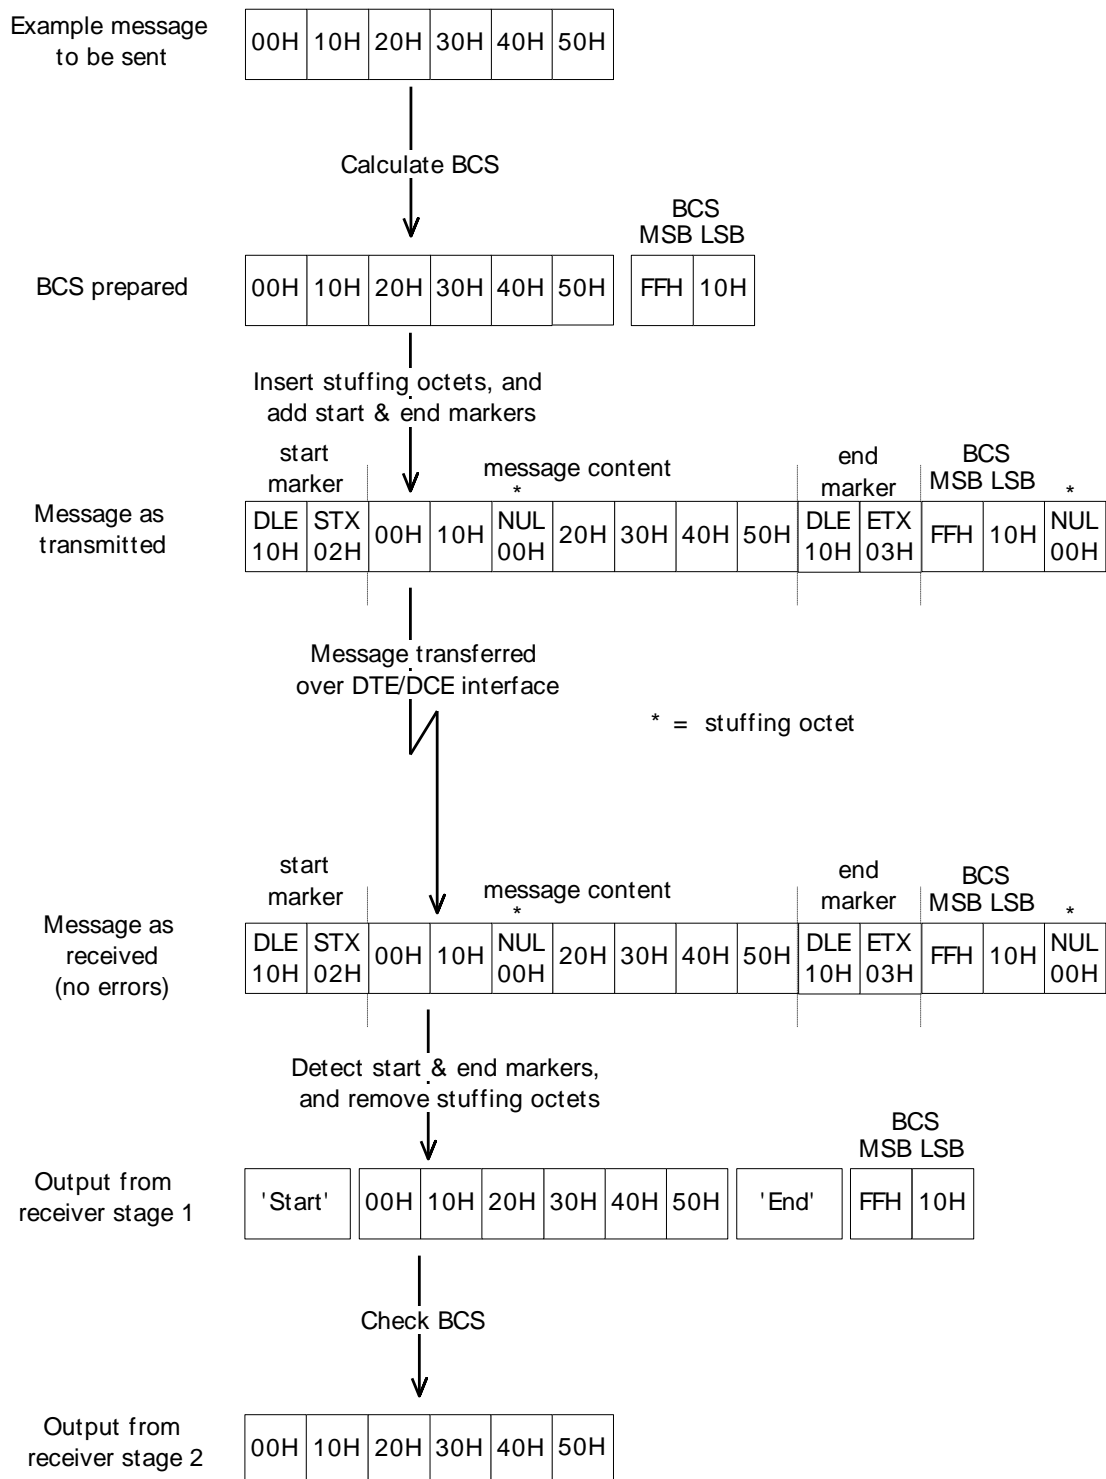 Example message
to be sent
00H 10H 20H 30H 40H 50H
Calculate BCS
BCS
MSB LSB
BCS prepared
00H 10H 20H 30H 40H 50H FFH 10H
Insert stuffing octets, and
add start & end markers
start
marker
message content
*
end
marker
BCS
MSB LSB
*
Message as
transmitted
DLE STX 00H 10H NUL 20H 30H 40H 50H DLE ETX FFH 10H NUL
10H 02H 00H 10H 03H 00H
Message transferred
over DTE/DCE interface
* = stuffing octet
start
marker
message content
*
end
marker
BCS
MSB LSB
*
Message as
received
(no errors)
DLE STX 00H 10H NUL 20H 30H 40H 50H DLE ETX FFH 10H NUL
10H 02H 00H 10H 03H 00H
Detect start & end markers,
and remove stuffing octets
BCS
MSB LSB
Output from
receiver stage 1
'Start' 00H 10H 20H 30H 40H 50H 'End' FFH 10H
Check BCS
Output from
receiver stage 2
00H 10H 20H 30H 40H 50H